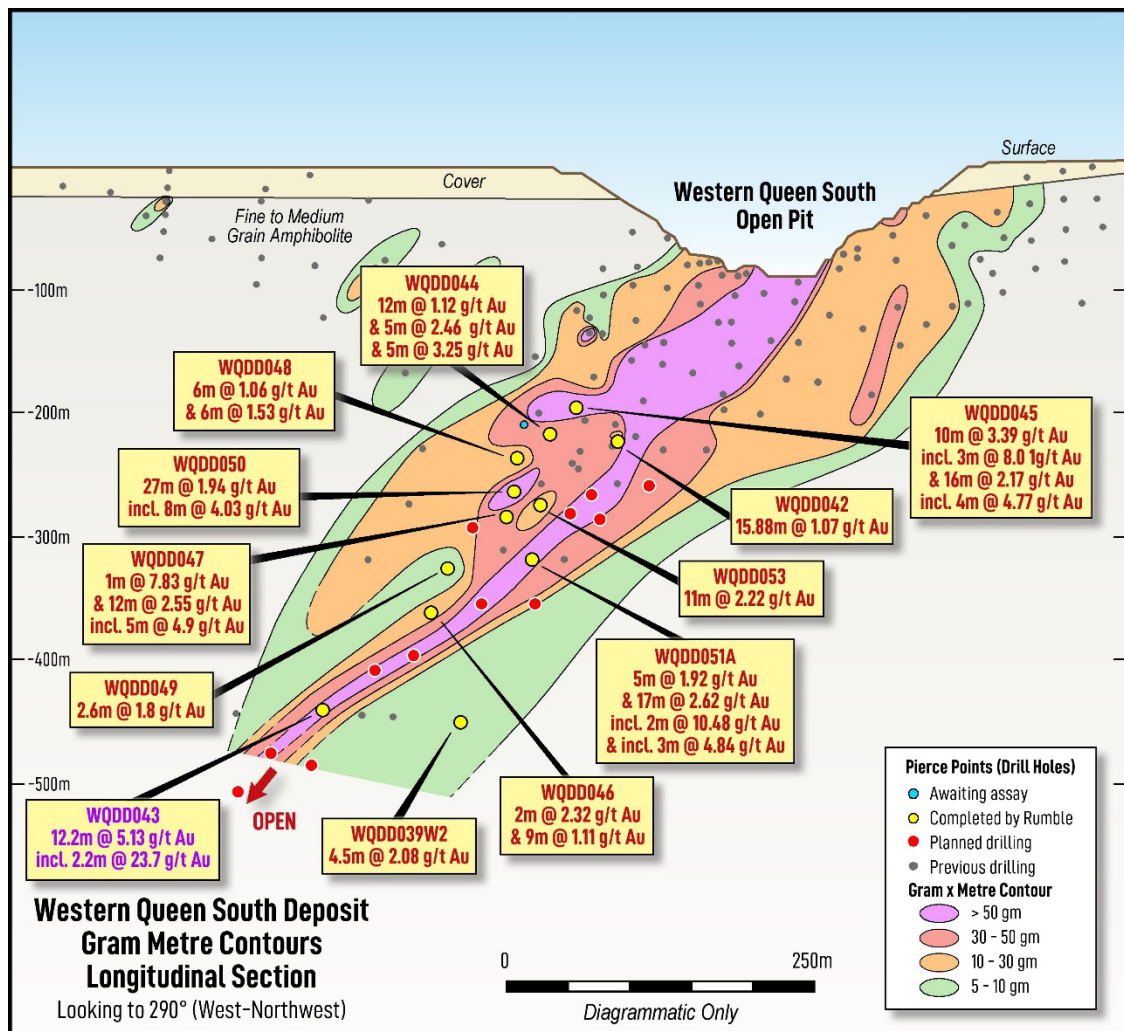 Surface
Cover
Western Queen South
Open Pit
Fine to Medium
Grain Amphibolite
-100m
-200m
-300m
-400m
-500m
WQDD044
12m @ 1.12 g/t Au
& 5m @ 2.46 g/t Au
& 5m @ 3.25 g/t Au
WQDD048
6m @ 1.06 g/t Au
& 6m @ 1.53 g/t Au
WQDD045
10m @ 3.39 g/t Au
incl. 3m @ 8.0 1g/t Au
& 16m @ 2.17 g/t Au
incl. 4m @ 4.77 g/t Au
WQDD050
27m @ 1.94 g/t Au
incl. 8m @ 4.03 g/t Au
WQDD042
15.88m @ 1.07 g/t Au
WQDD047
1m @ 7.83 g/t Au
& 12m @ 2.55 g/t Au
incl. 5m @ 4.9 g/t Au
WQDD053
11m @ 2.22 g/t Au
WQDD049
2.6m @ 1.8 g/t Au
WQDD051A
5m @ 1.92 g/t Au
& 17m @ 2.62 g/t Au
incl. 2m @ 10.48 g/t Au
& incl. 3m @ 4.84 g/t Au
WQDD043
12.2m @ 5.13 g/t Au
incl. 2.2m @ 23.7 g/t Au
OPEN
WQDD039W2
4.5m @ 2.08 g/t Au
WQDD046
2m @ 2.32 g/t Au
& 9m @ 1.11 g/t Au
Pierce Points (Drill Holes)
Awaiting assay
Completed by Rumble
Planned drilling
Previous drilling
Gram x Metre Contour
> 50 gm
30 - 50 gm
10 - 30 gm
5 - 10 gm
Western Queen South Deposit
Gram Metre Contours
Longitudinal Section
Looking to 290° (West-Northwest)
0
250m
Diagrammatic Only